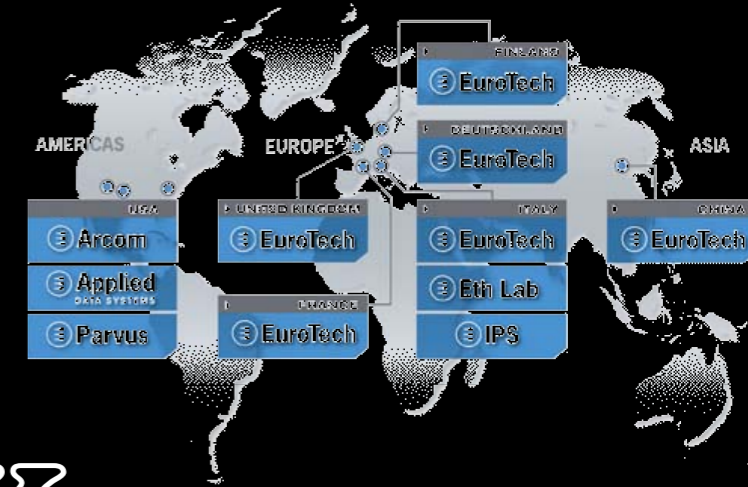 FINLAND
EuroTech
AMERICAS
EUROPE
DEUTSCHLAND
EuroTech
ASIA
USA
Arcom
Applied
DATA SYSTEMS
Parvus
UNITED KINGDOM
EuroTech
FRANCE
EuroTech
ITALY
EuroTech
Eth Lab
IPS
CHINA
EuroTech